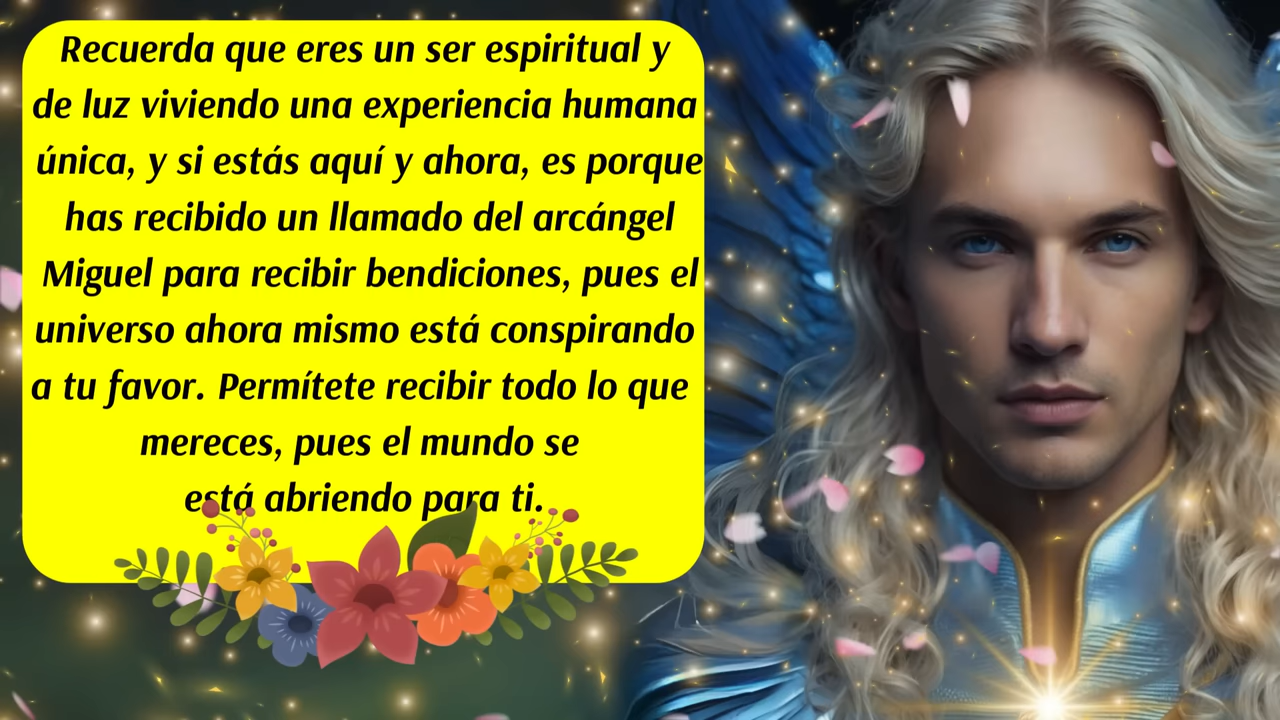 Recuerda que eres un ser espiritual y
de luz viviendo una experiencia humana
única, y si estás aquí y ahora, es porque
has recibido un llamado del arcángel
Miguel para recibir bendiciones, pues el
universo ahora mismo está conspirando
a tu favor. Permítete recibir todo lo que
mereces, pues el mundo se
está abriendo para ti.